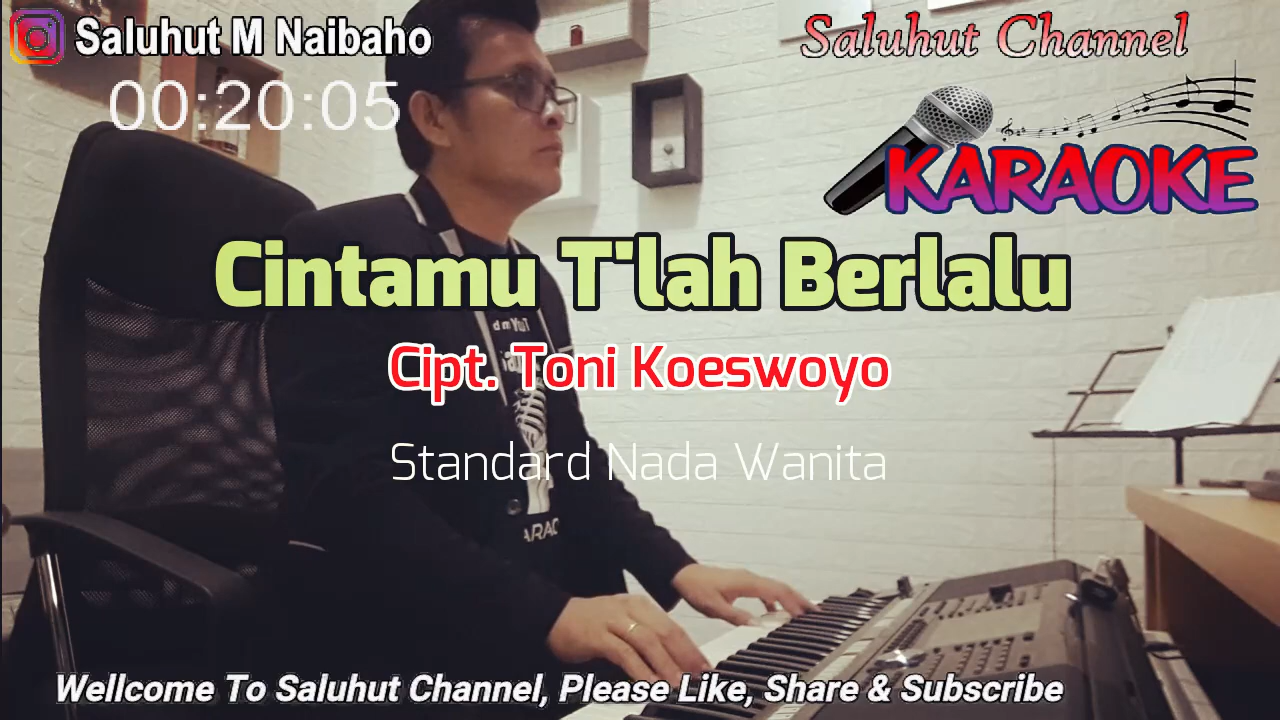 Saluhut M Naibaho
Saluhut Channel
00:20:05
KARAOKE
Cintamu T'lah Berlalu
Cipt. Toni Koeswoyo
Standard Nada Wanita
Wellcome To Saluhut Channel, Please Like, Share & Subscribe